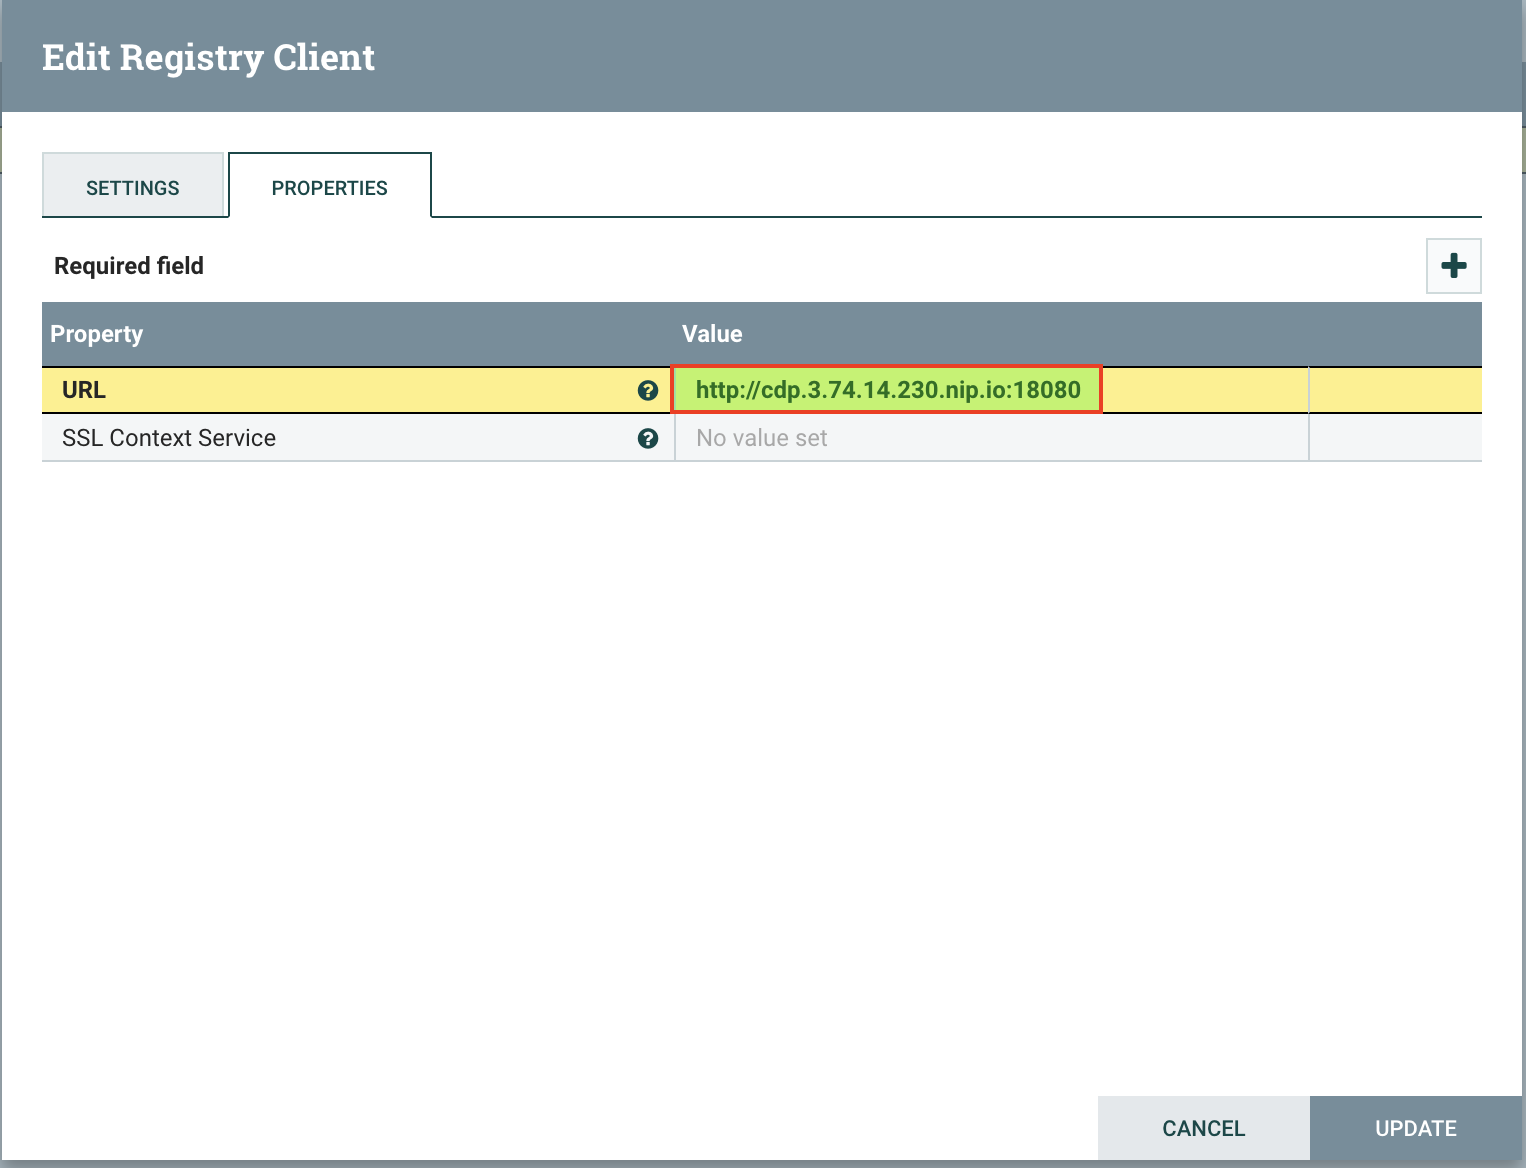 Edit Registry Client
SETTINGS
PROPERTIES
Required field
Property Value
URL http://cdp.3.74.14.230.nip.io:18080
SSL Context Service No value set
CANCEL UPDATE